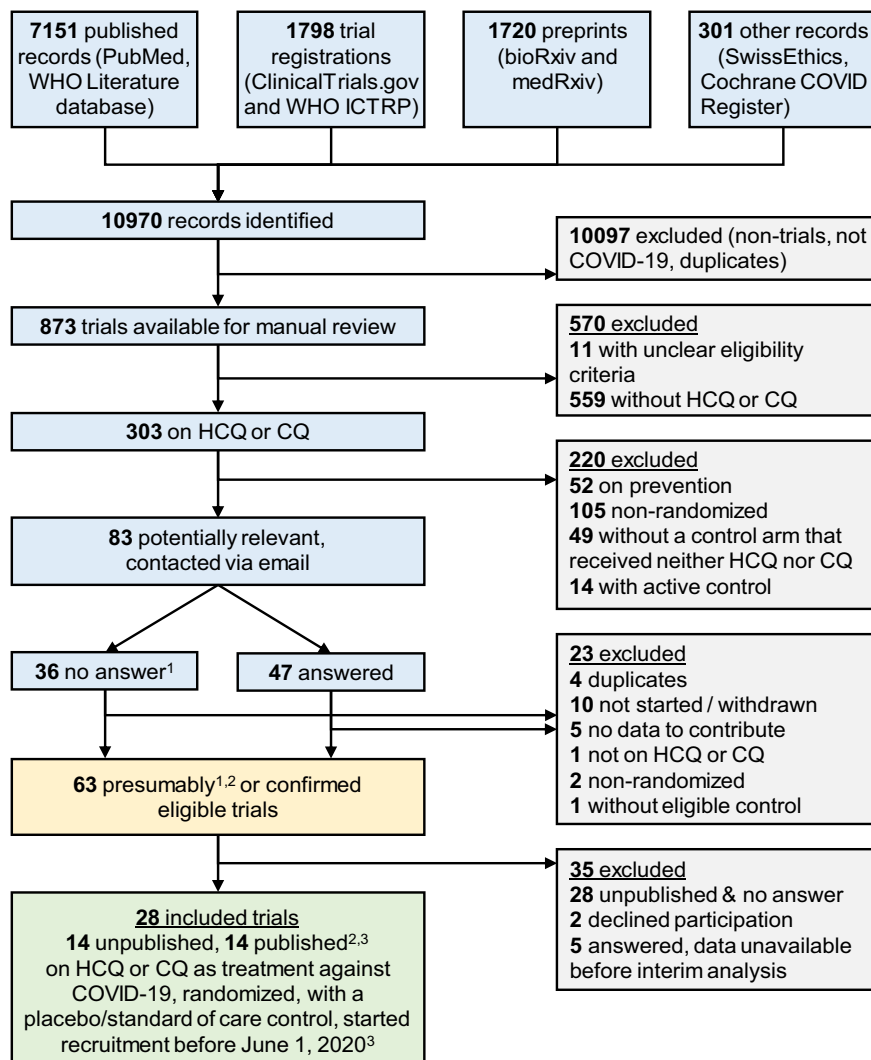 7151 published
records (PubMed,
WHO Literature
database)
1798 trial
registrations
(ClinicalTrials.gov
and WHO ICTRP)
1720 preprints
(bioRxiv and
medRxiv)
301 other records
(SwissEthics,
Cochrane COVID
Register)
10970 records identified
10097 excluded (non-trials, not
COVID-19, duplicates)
873 trials available for manual review
570 excluded
11 with unclear eligibility
criteria
559 without HCQ or CQ
303 on HCQ or CQ
220 excluded
52 on prevention
105 non-randomized
49 without a control arm that
received neither HCQ nor CQ
14 with active control
83 potentially relevant,
contacted via email
36 no answer¹
47 answered
23 excluded
4 duplicates
10 not started / withdrawn
5 no data to contribute
1 not on HCQ or CQ
2 non-randomized
1 without eligible control
63 presumably¹,² or confirmed
eligible trials
35 excluded
28 unpublished & no answer
2 declined participation
5 answered, data unavailable
before interim analysis
28 included trials
14 unpublished, 14 published²,³
on HCQ or CQ as treatment against
COVID-19, randomized, with a
placebo/standard of care control, started
recruitment before June 1, 2020³